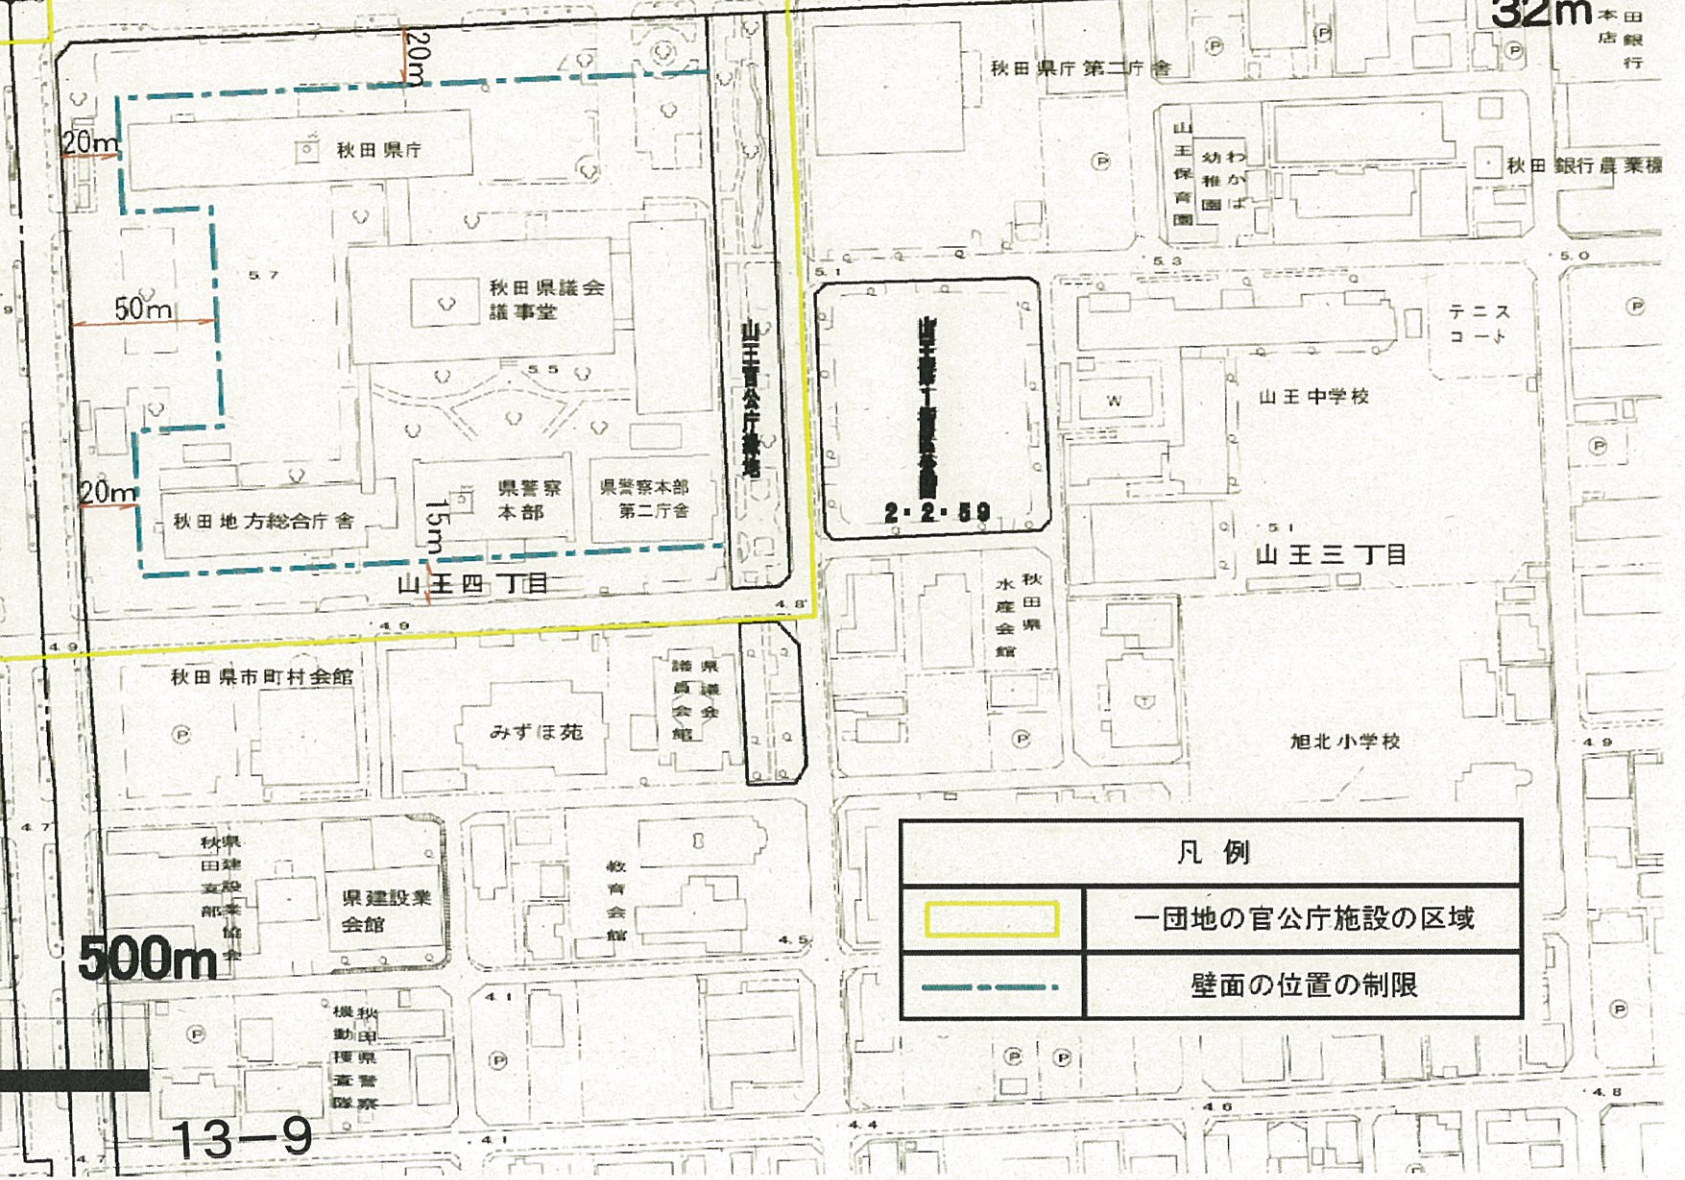 32m
秋田銀行
本店
20m
秋田県庁第二庁舎
20m
秋田県庁
山王保育園
わかば
幼稚園
秋田銀行農業機
5.7
5.1
5.3
5.0
秋田県議会
議事堂
50m
テニス
コート
山王官公庁緑地
5.5
山王中学校
W
20m
県警察
本部
県警察本部
第二庁舎
秋田地方総合庁舎
15m
2・2・59
5.1
山王三丁目
山王四丁目
秋田県
水産会館
4.8
4.9
4.9
秋田県市町村会館
県議会
議員会館
みずほ苑
P
旭北小学校
4.9
4.7
秋田県建設業協会
秋田支部
県建設業
会館
教育会館
凡例
一団地の官公庁施設の区域
壁面の位置の制限
500m
4.5
4.1
秋田県警察
機動捜査隊
P
13-9
4.1
4.4
4.6
4.8
4.7